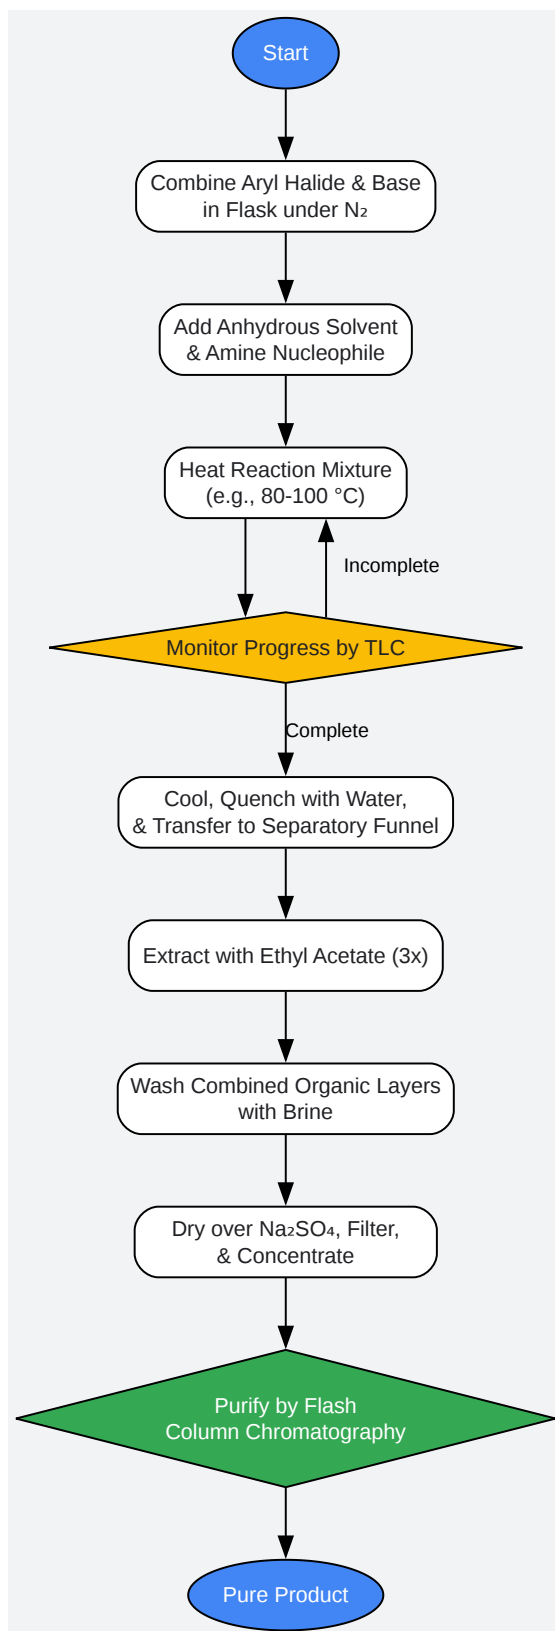 Start
Combine Aryl Halide & Base
in Flask under N₂
Add Anhydrous Solvent
& Amine Nucleophile
Heat Reaction Mixture
(e.g., 80-100 °C)
Incomplete
Monitor Progress by TLC
Complete
Cool, Quench with Water,
& Transfer to Separatory Funnel
Extract with Ethyl Acetate (3x)
Wash Combined Organic Layers
with Brine
Dry over Na₂SO₄, Filter,
& Concentrate
Purify by Flash
Column Chromatography
Pure Product